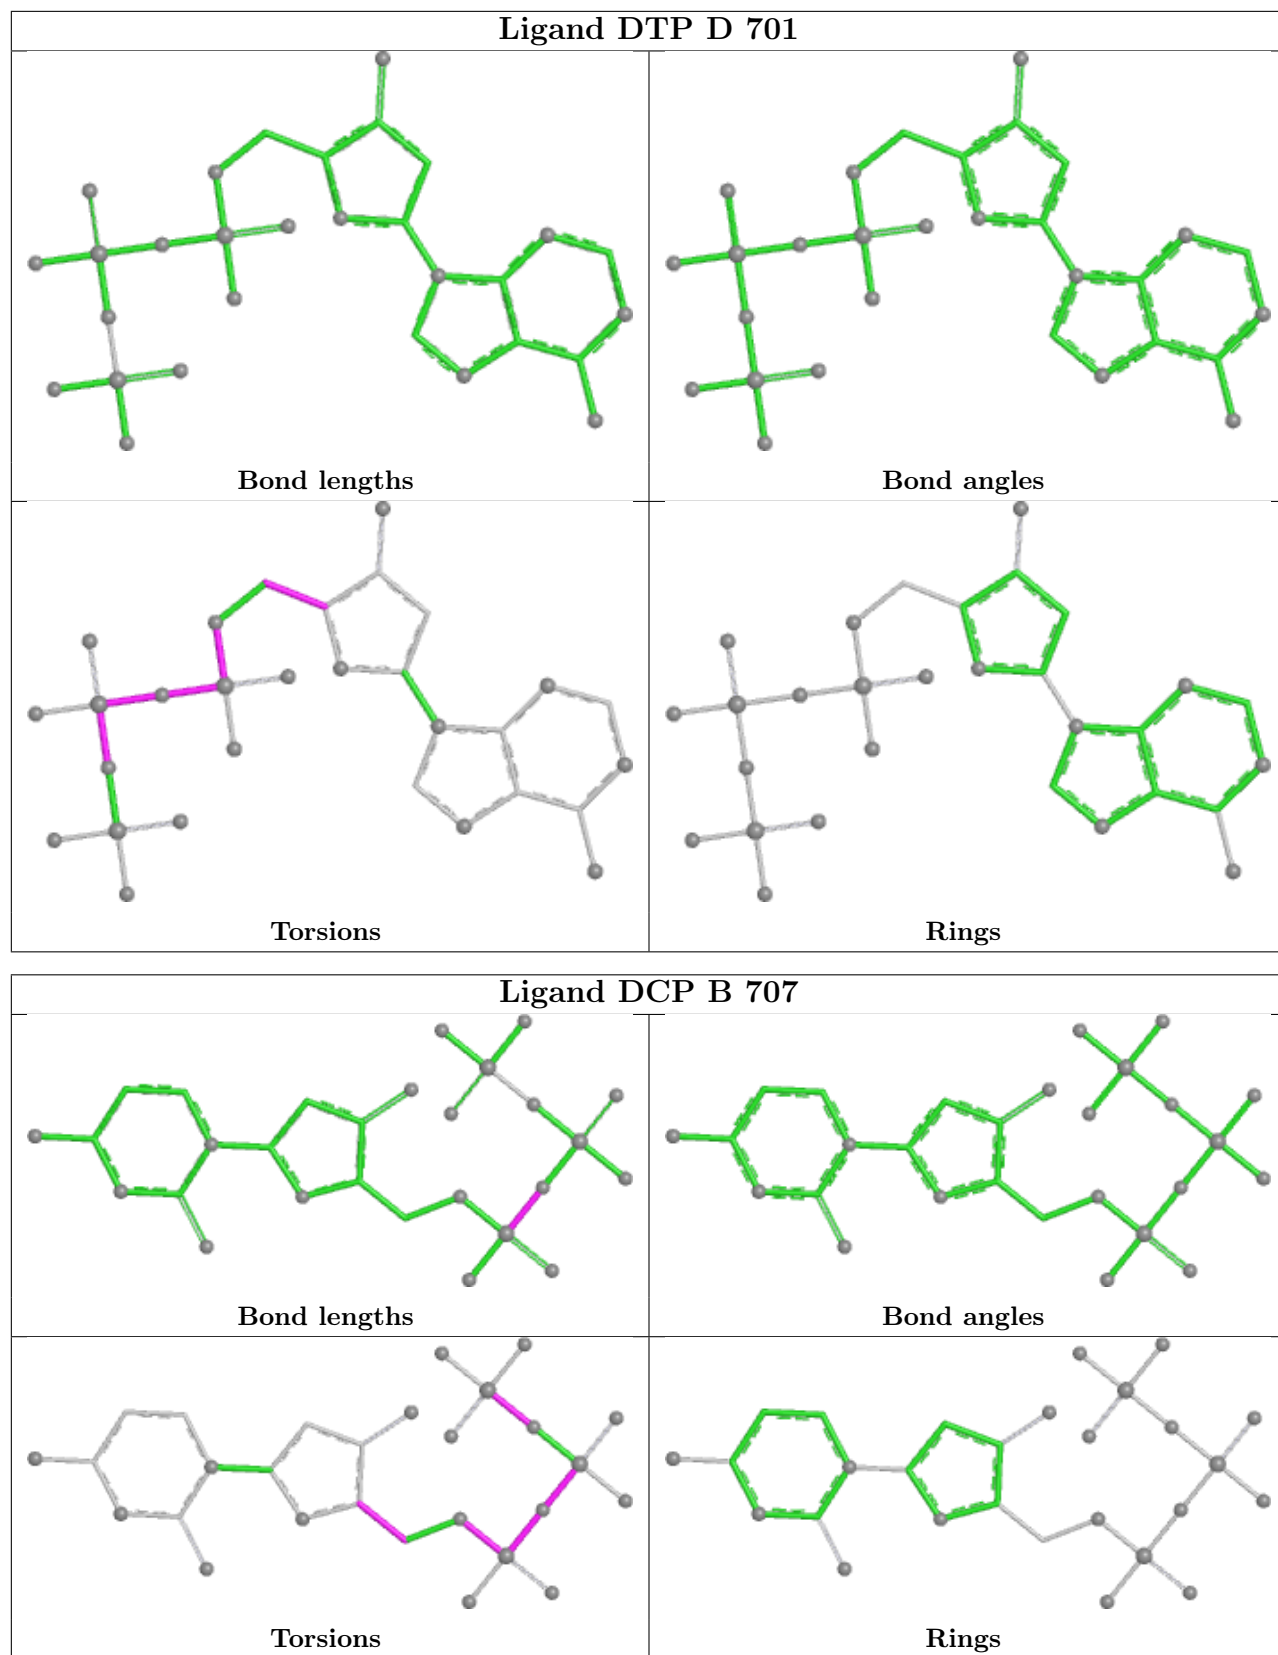 Ligand DTP D 701
Bond lengths
Bond angles
Torsions
Rings
Ligand DCP B 707
Bond lengths
Bond angles
Torsions
Rings